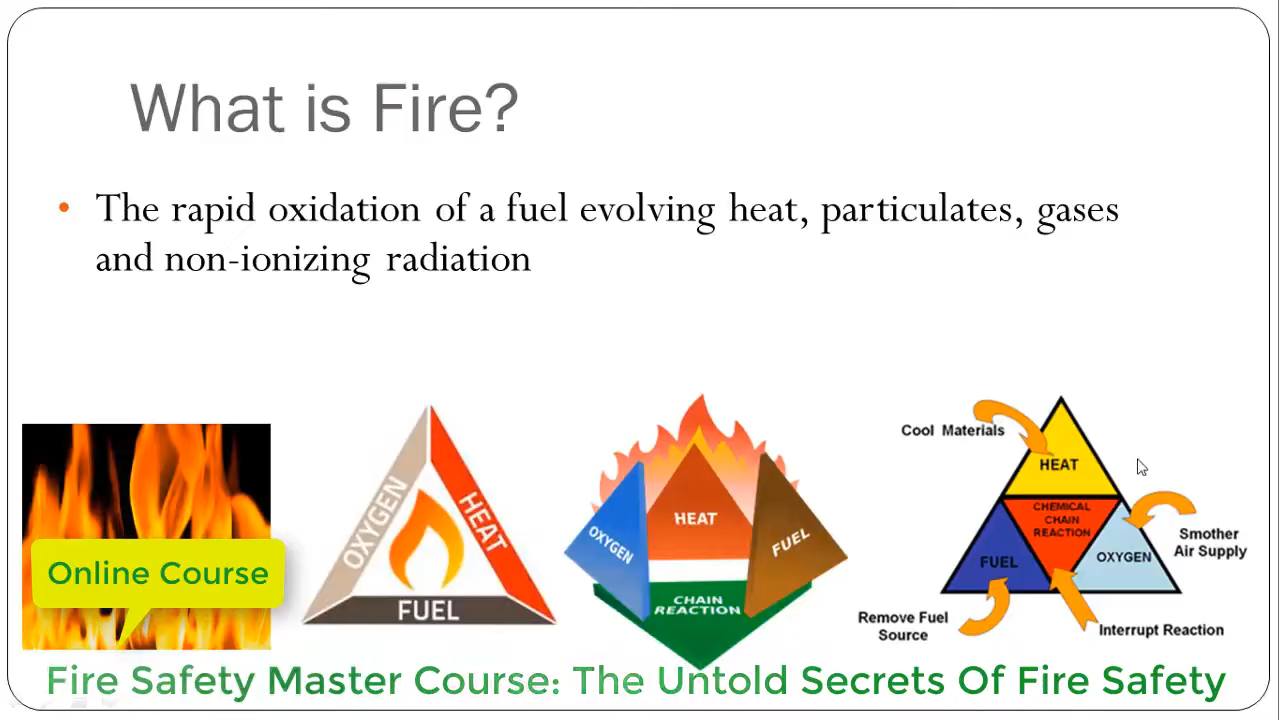 What is Fire?
• The rapid oxidation of a fuel evolving heat, particulates, gases
and non-ionizing radiation
Online Course
OXYGEN
HEAT
FUEL
OXYGEN
HEAT
FUEL
CHAIN
REACTION
Cool Materials
HEAT
CHEMICAL
CHAIN
REACTION
FUEL
OXYGEN
Smother
Air Supply
Remove Fuel
Source
Interrupt Reaction
Fire Safety Master Course: The Untold Secrets Of Fire Safety